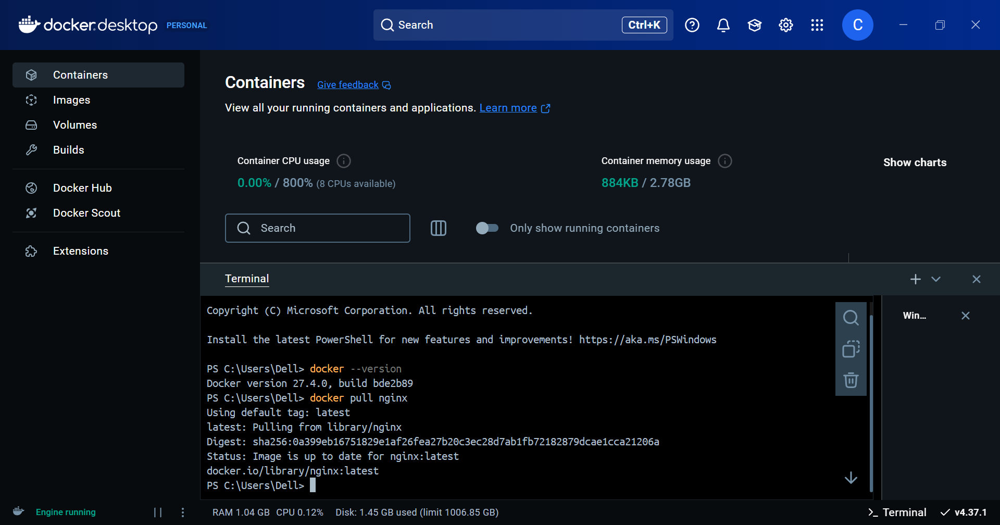 docker desktop PERSONAL
Search Ctrl+K
C
Containers
Images
Volumes
Builds
Docker Hub
Docker Scout
Extensions
Containers Give feedback
View all your running containers and applications. Learn more
Container CPU usage
0.00% / 800% (8 CPUs available)
Container memory usage
884KB / 2.78GB
Show charts
Search
Only show running containers
Terminal
Copyright (C) Microsoft Corporation. All rights reserved.
Install the latest PowerShell for new features and improvements! https://aka.ms/PSWindows
PS C:\Users\Dell> docker --version
Docker version 27.4.0, build bde2b89
PS C:\Users\Dell> docker pull nginx
Using default tag: latest
latest: Pulling from library/nginx
Digest: sha256:0a399eb16751829e1af26fea27b20c3ec28d7ab1fb72182879dcae1cca21206a
Status: Image is up to date for nginx:latest
docker.io/library/nginx:latest
PS C:\Users\Dell>
Win...
Engine running
RAM 1.04 GB CPU 0.12% Disk: 1.45 GB used (limit 1006.85 GB)
>_ Terminal
v4.37.1